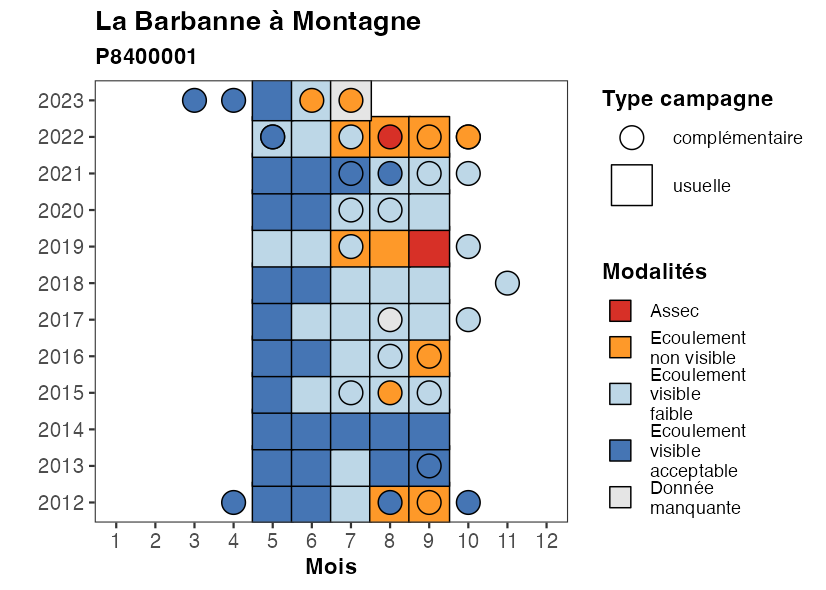 La Barbanne à Montagne
P8400001
2023
2022
2021
2020
2019
2018
2017
2016
2015
2014
2013
2012
1 2 3 4 5 6 7 8 9 10 11 12
Mois
Type campagne
complémentaire
usuelle
Modalités
Assec
Ecoulement
non visible
Ecoulement
visible
faible
Ecoulement
visible
acceptable
Donnée
manquante